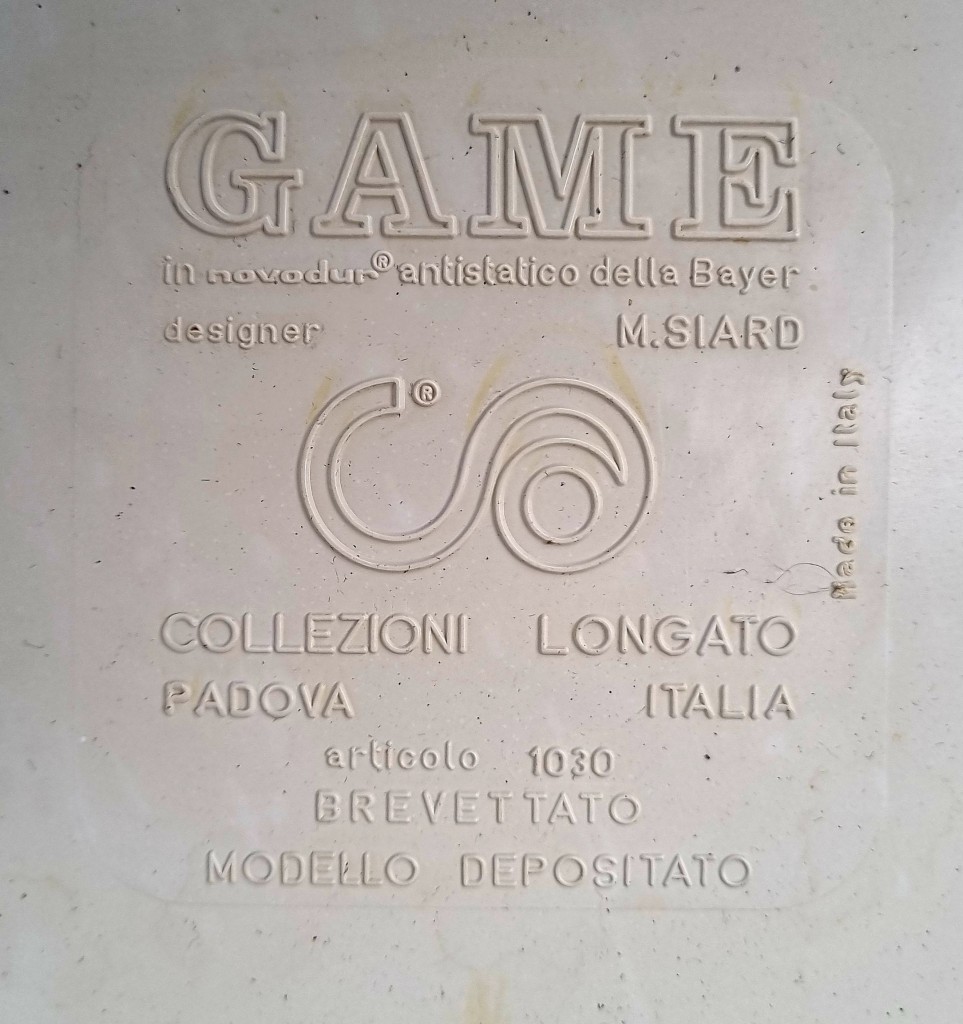 GAME
in novodur® antistatico della Bayer
designer M.SIARD
®
Made in Italy
COLLEZIONI LONGATO
PADOVA ITALIA
articolo 1030
BREVETTATO
MODELLO DEPOSITATO